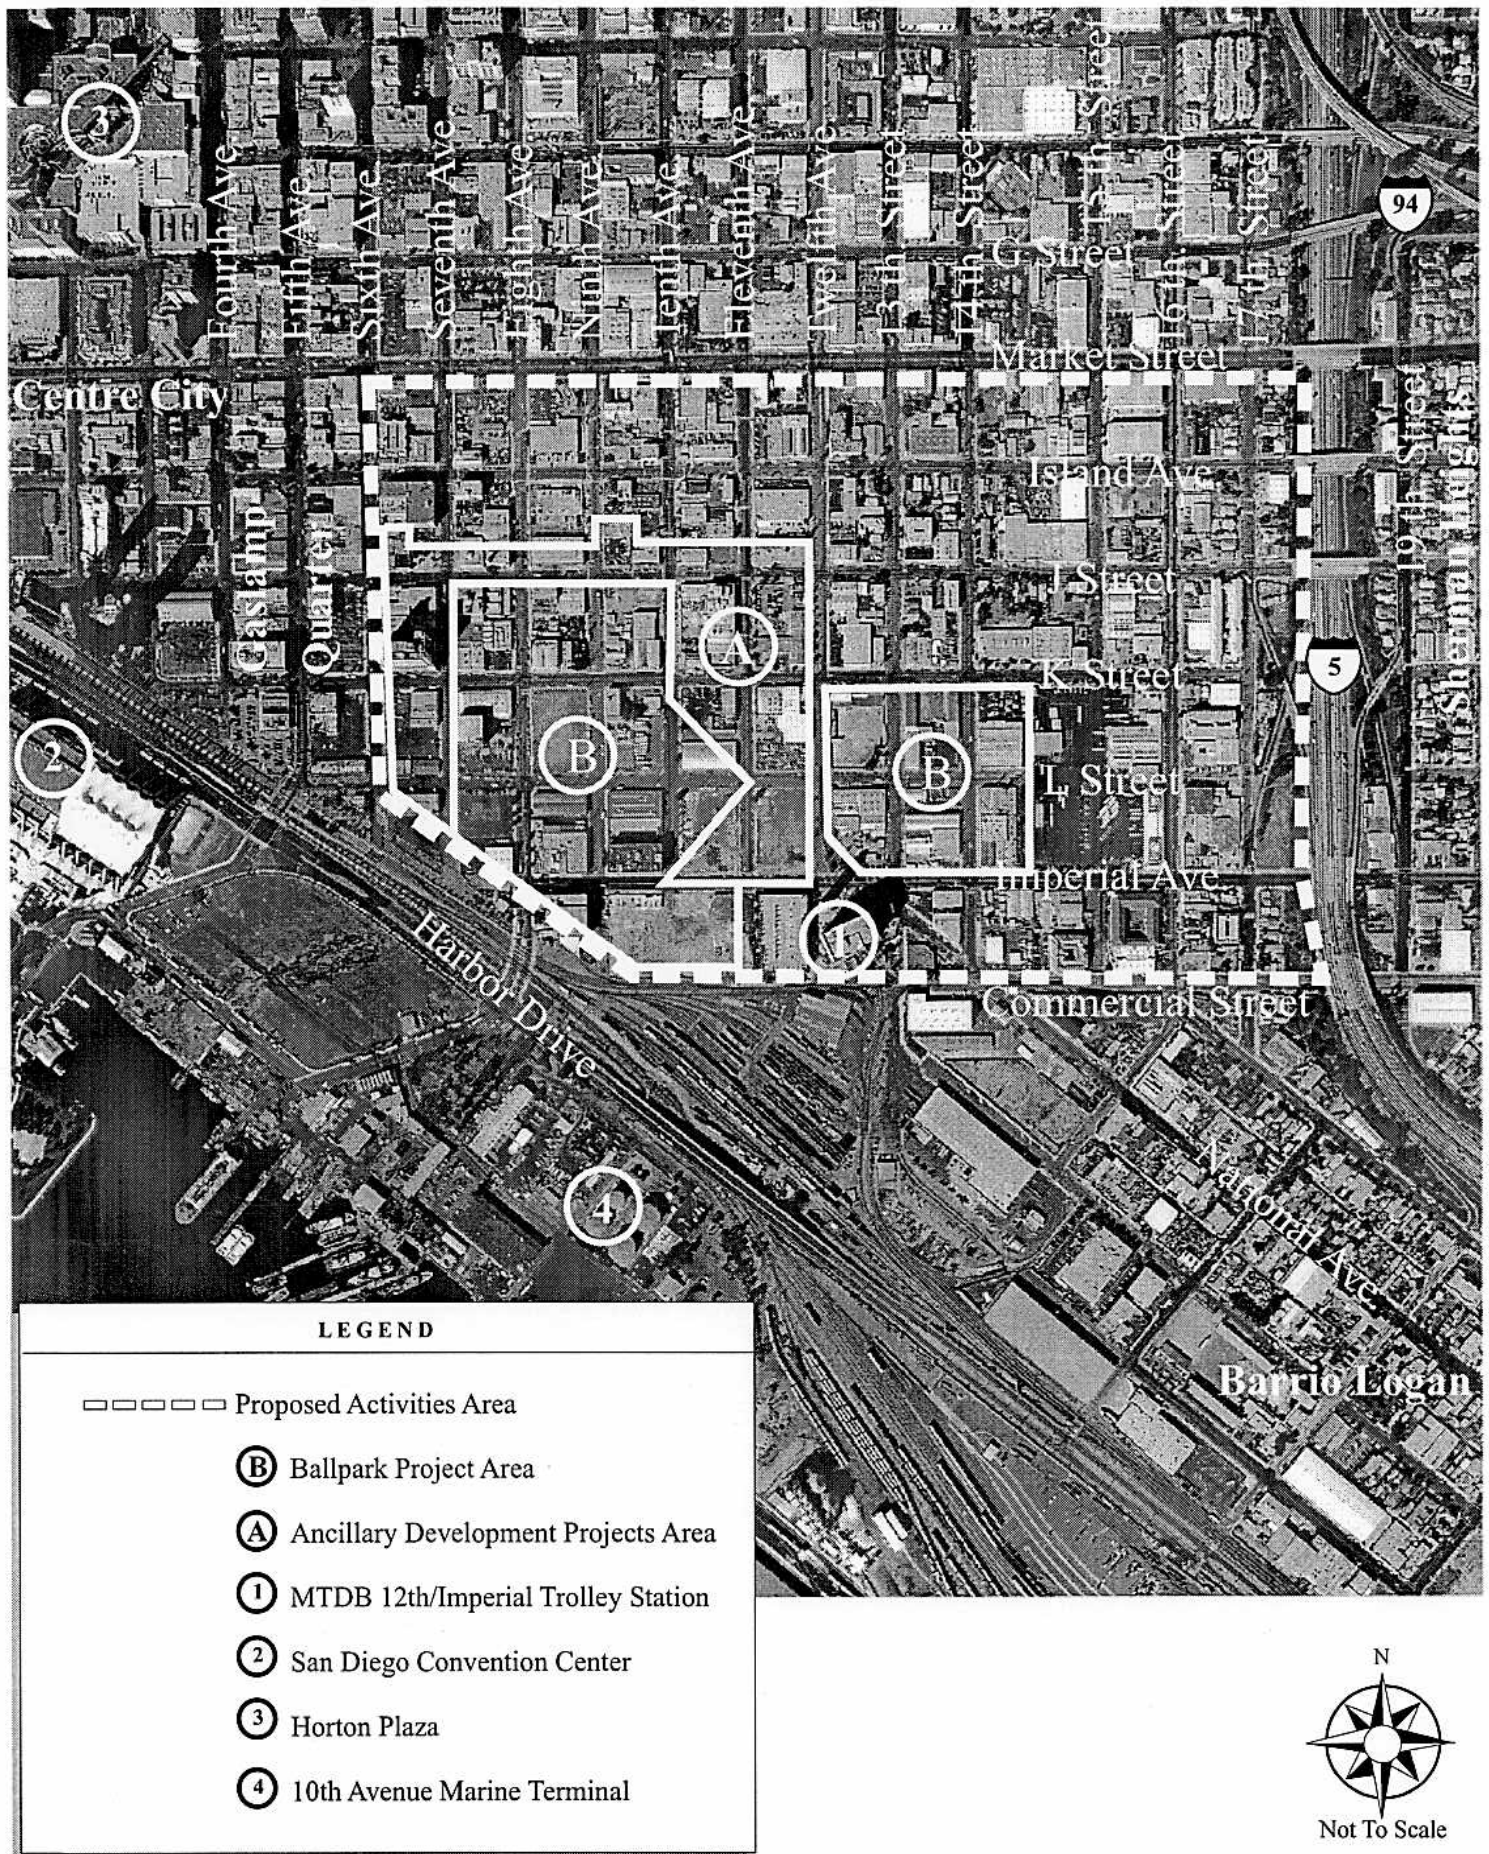 3
Fourth Ave
Fifth Ave
Sixth Ave
Seventh Ave
Eighth Ave
Ninth Ave
Tenth Ave
Eleventh Ave
Twelfth Ave
13th Street
14th Street
15th Street
16th Street
17th Street
94
G Street
Market Street
Centre City
Island Ave
19th Street
Sherman Heights
Gaslamp
Quarter
J Street
A
K Street
5
2
B
B
L Street
Imperial Ave
1
Harbor Drive
Commercial Street
4
National Ave
Barrio Logan
LEGEND
Proposed Activities Area
B Ballpark Project Area
A Ancillary Development Projects Area
1 MTDB 12th/Imperial Trolley Station
2 San Diego Convention Center
3 Horton Plaza
4 10th Avenue Marine Terminal
N
Not To Scale